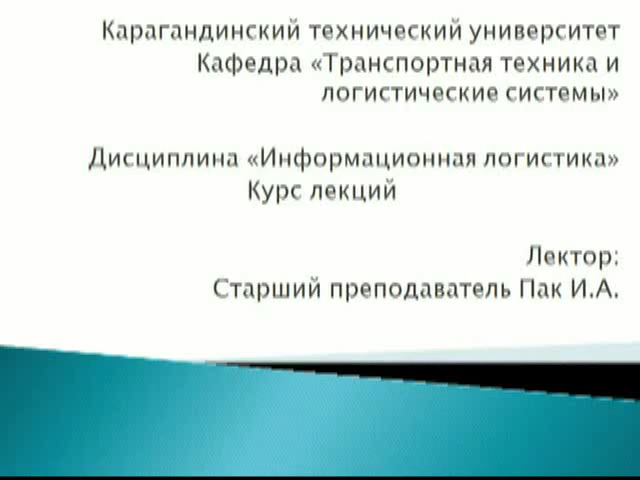 Карагандинский технический университет
Кафедра «Транспортная техника и
логистические системы»
Дисциплина «Информационная логистика»
Курс лекций
Лектор:
Старший преподаватель Пак И.А.